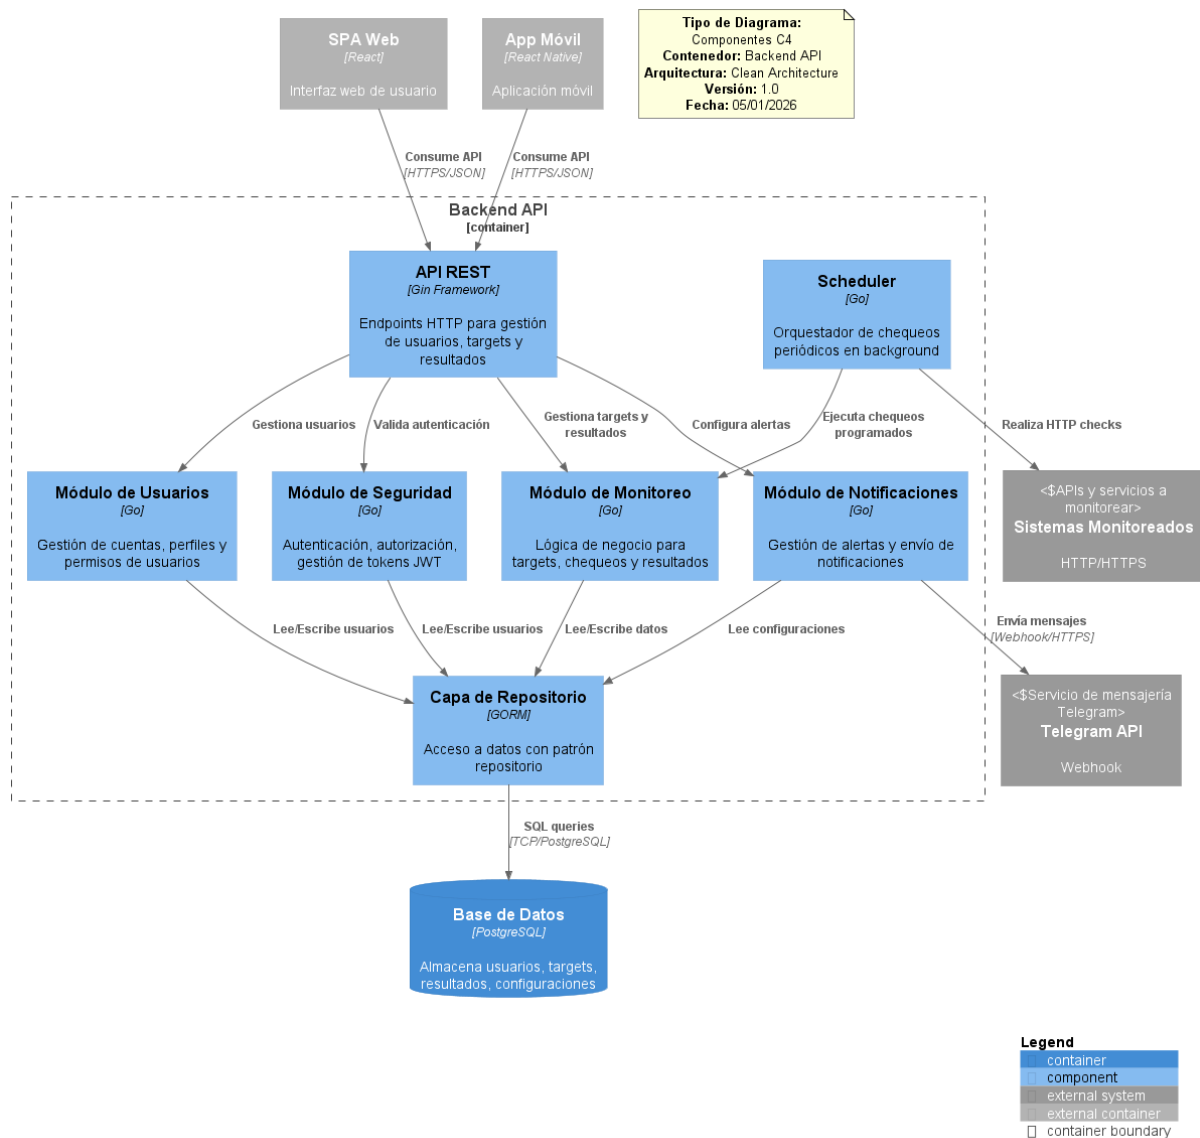 SPA Web
[React]
Interfaz web de usuario
App Móvil
[React Native]
Aplicación móvil
Tipo de Diagrama:
Componentes C4
Contenedor: Backend API
Arquitectura: Clean Architecture
Versión: 1.0
Fecha: 05/01/2026
Consume API
[HTTPS/JSON]
Consume API
[HTTPS/JSON]
Backend API
[container]
API REST
[Gin Framework]
Endpoints HTTP para gestión
de usuarios, targets y
resultados
Scheduler
[Go]
Orquestador de chequeos
periódicos en background
Gestiona usuarios
Valida autenticación
Gestiona targets y
resultados
Configura alertas
Ejecuta chequeos
programados
Realiza HTTP checks
Módulo de Usuarios
[Go]
Gestión de cuentas, perfiles y
permisos de usuarios
Módulo de Seguridad
[Go]
Autenticación, autorización,
gestión de tokens JWT
Módulo de Monitoreo
[Go]
Lógica de negocio para
targets, chequeos y resultados
Módulo de Notificaciones
[Go]
Gestión de alertas y envío de
notificaciones
<$APIs y servicios a
monitorear>
Sistemas Monitoreados
HTTP/HTTPS
Lee/Escribe usuarios
Lee/Escribe usuarios
Lee/Escribe datos
Lee configuraciones
Envía mensajes
[Webhook/HTTPS]
Capa de Repositorio
[GORM]
Acceso a datos con patrón
repositorio
<$Servicio de mensajería
Telegram>
Telegram API
Webhook
SQL queries
[TCP/PostgreSQL]
Base de Datos
[PostgreSQL]
Almacena usuarios, targets,
resultados, configuraciones
Legend
container
component
external system
external container
container boundary